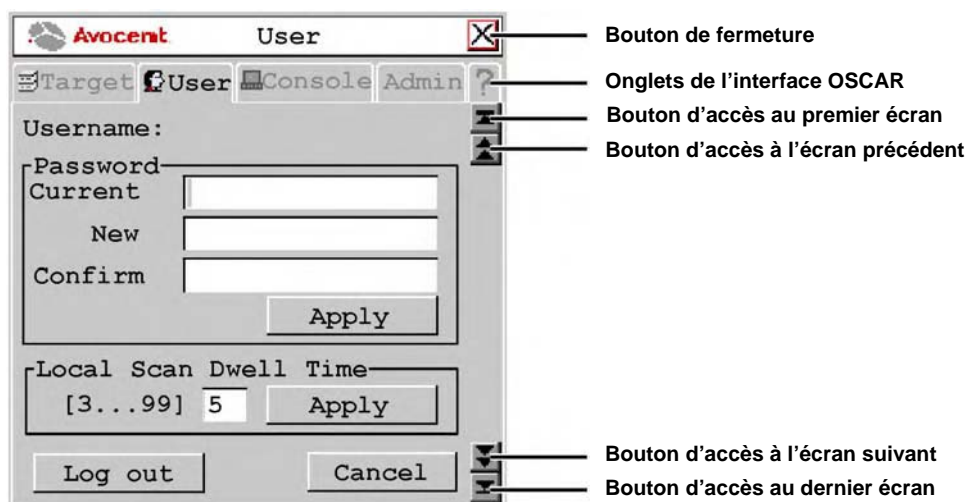 Avocent User X Bouton de fermeture
Target User Console Admin ? Onglets de l'interface OSCAR
Bouton d'accès au premier écran
Username:
Bouton d'accès à l'écran précédent
Password
Current
New
Confirm
Apply
Local Scan Dwell Time
[3...99] 5 Apply
Bouton d'accès à l'écran suivant
Log out Cancel
Bouton d'accès au dernier écran